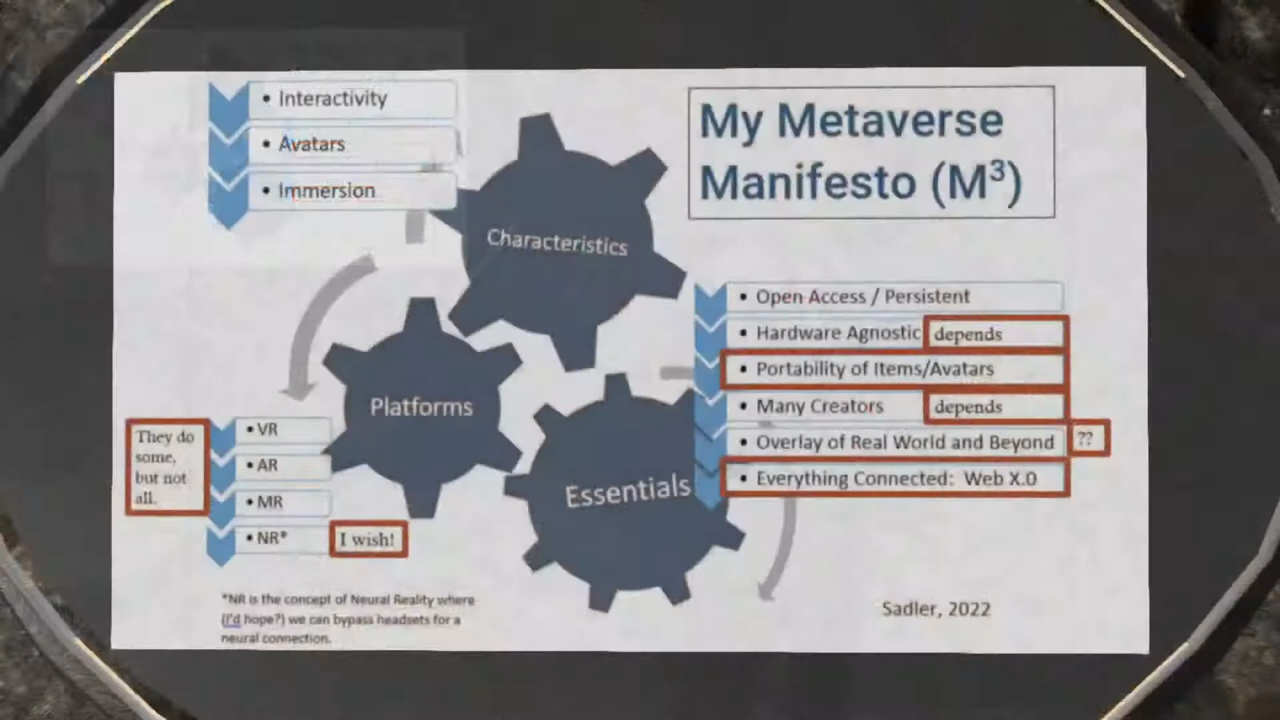 • Interactivity
• Avatars
• Immersion
My Metaverse
Manifesto (M³)
Characteristics
• Open Access / Persistent
• Hardware Agnostic depends
• Portability of Items/Avatars
• Many Creators depends
• Overlay of Real World and Beyond ??
• Everything Connected: Web X.0
Platforms
Essentials
They do
some,
but not
all.
• VR
• AR
• MR
• NR* I wish!
*NR is the concept of Neural Reality where
(I'd hope?) we can bypass headsets for a
neural connection.
Sadler, 2022